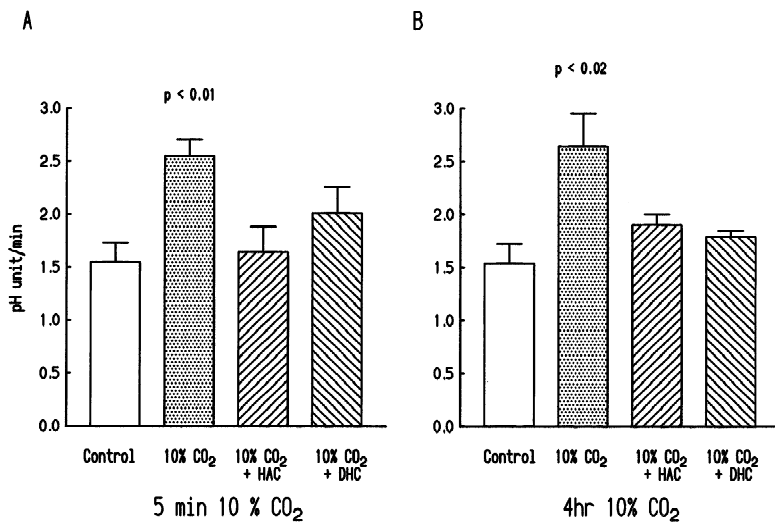 A
B
p < 0.01
p < 0.02
pH unit/min
3.0
2.5
2.0
1.5
1.0
0.5
0.0
Control
10% CO2
10% CO2
+ HAC
10% CO2
+ DHC
5 min 10 % CO2
3.0
2.5
2.0
1.5
1.0
0.5
0.0
Control
10% CO2
10% CO2
+ HAC
10% CO2
+ DHC
4hr 10% CO2